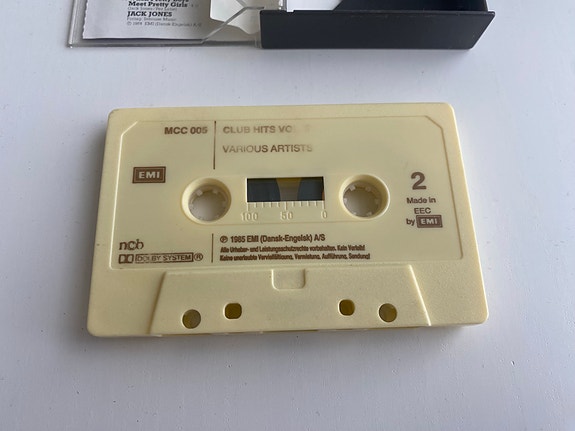 Meet Pretty Girls
JACK JONES
MCC 005
CLUB HITS
VARIOUS ARTISTS
EMI
2
Made in
EEC
by EMI
100 50 0
ncb
DOLBY SYSTEM ®
℗ 1985 EMI (Dansk-Engelsk) A/S
Alle Urheber- und Leistungsschutzrechte vorbehalten. Kein Verleih!
Keine unerlaubte Vervielfältigung, Vermietung, Aufführung, Sendung!